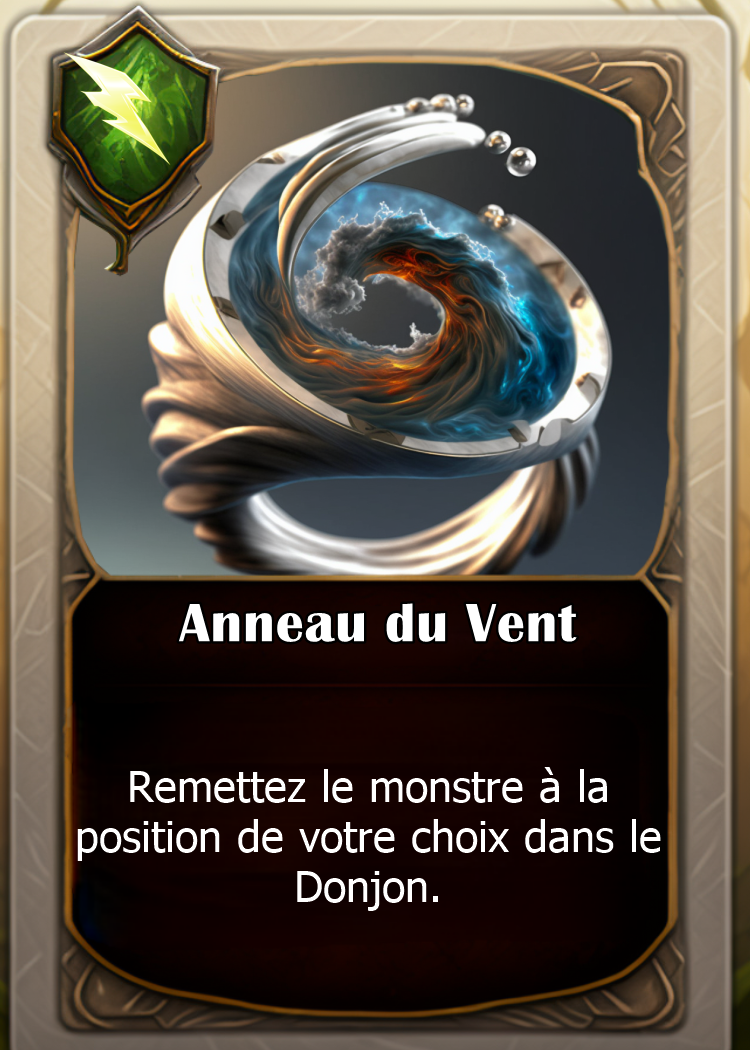 Anneau du Vent
Remettez le monstre à la
position de votre choix dans le
Donjon.